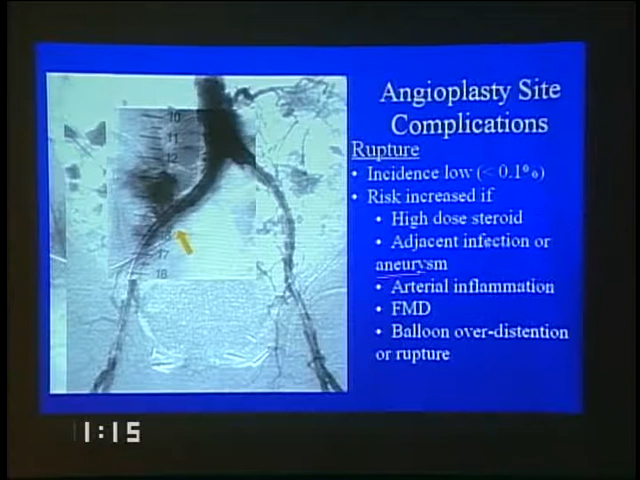 Angioplasty Site
Complications
Rupture
• Incidence low (< 0.1%)
• Risk increased if
• High dose steroid
• Adjacent infection or
aneurysm
• Arterial inflammation
• FMD
• Balloon over-distention
or rupture
10
11
12
17
18
1:15